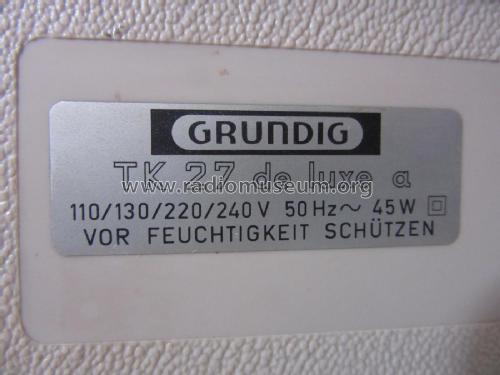 GRUNDIG
TK 27 de luxe a
www.radiomuseum.org
110/130/220/240 V 50 Hz ~ 45 W
VOR FEUCHTIGKEIT SCHÜTZEN